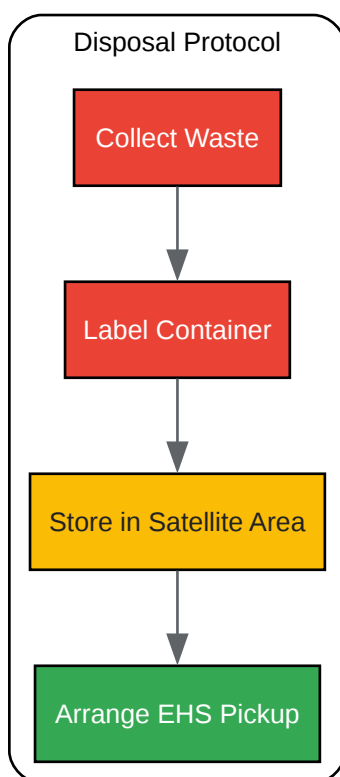 Disposal Protocol
Collect Waste
Label Container
Store in Satellite Area
Arrange EHS Pickup